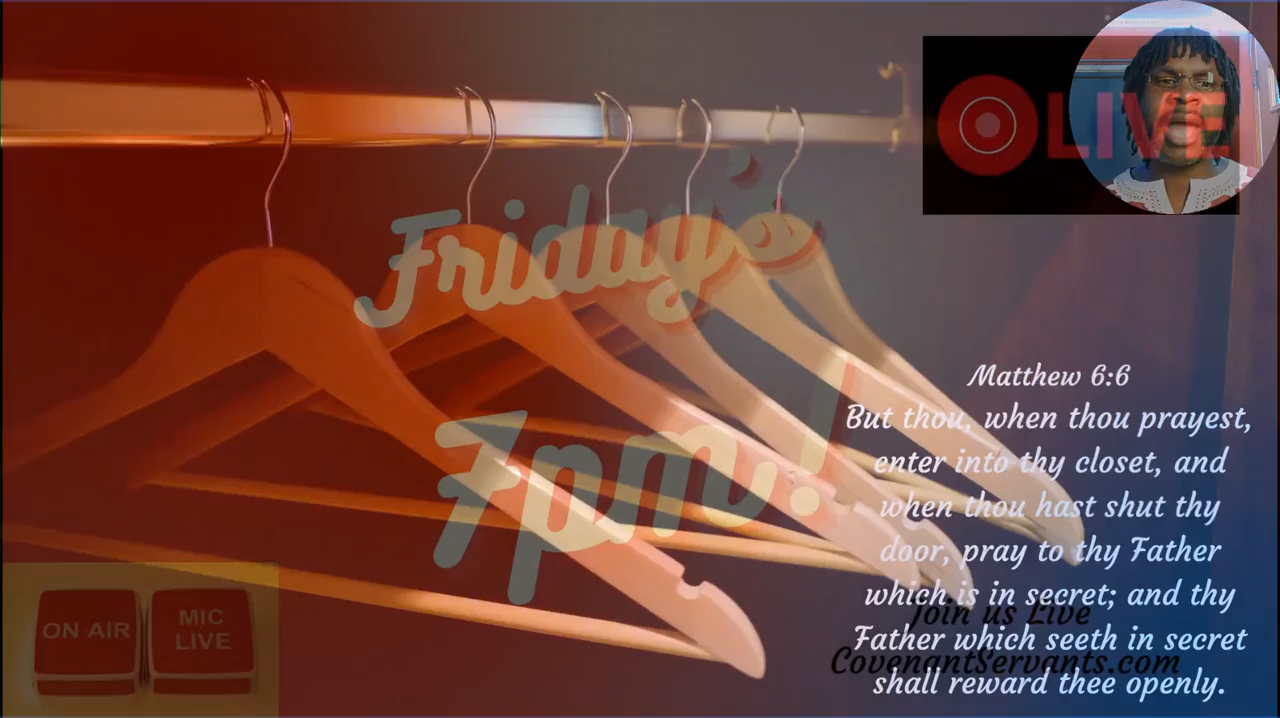 LIVE
Friday's
7pm!
Matthew 6:6
But thou, when thou prayest,
enter into thy closet, and
when thou hast shut thy
door, pray to thy Father
which is in secret; and thy
Father which seeth in secret
shall reward thee openly.
Join us Live
CovenantServants.com
ON AIR
MIC
LIVE